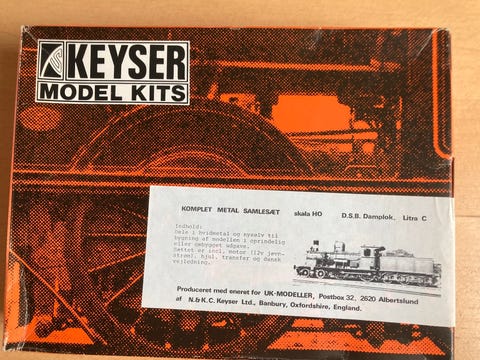 KEYSER
MODEL KITS
KOMPLET METAL SAMLESÆT skala HO D.S.B. Damplok. Litra C
Indhold:
Dele i hvidmetal og nysølv til
bygning af modellen i oprindelig
eller ombygget udgave.
Sættet er incl. motor (12v jævn-
strøm), hjul, transfer og dansk
vejledning.
Produceret med eneret for UK-MODELLER, Postbox 32, 2620 Albertslund
af N.& K.C. Keyser Ltd., Banbury, Oxfordshire, England.